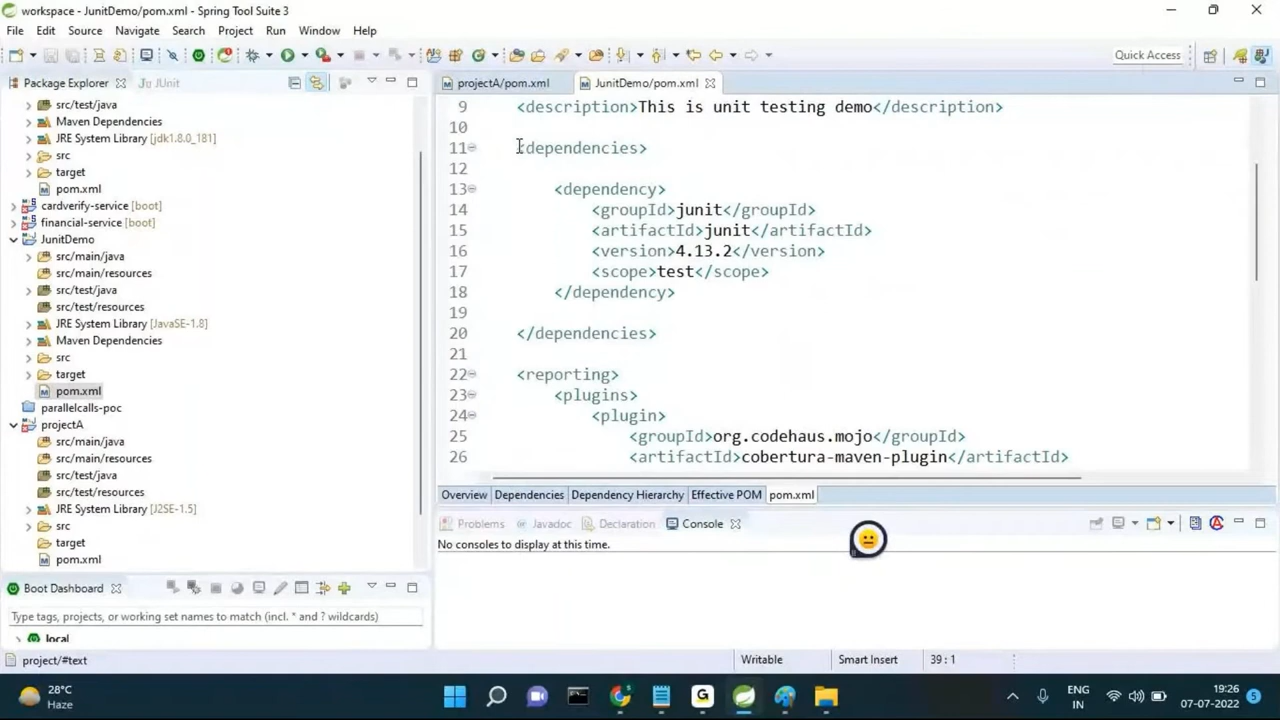 workspace - JunitDemo/pom.xml - Spring Tool Suite 3
File Edit Source Navigate Search Project Run Window Help
Quick Access
Package Explorer
JUnit
src/test/java
Maven Dependencies
JRE System Library [jdk1.8.0_181]
src
target
pom.xml
cardverify-service [boot]
financial-service [boot]
JunitDemo
src/main/java
src/main/resources
src/test/java
src/test/resources
JRE System Library [JavaSE-1.8]
Maven Dependencies
src
target
pom.xml
parallelcalls-poc
projectA
src/main/java
src/main/resources
src/test/java
src/test/resources
JRE System Library [J2SE-1.5]
src
target
pom.xml
Boot Dashboard
Type tags, projects, or working set names to match (incl. * and ? wildcards)
local
projectA/pom.xml
JunitDemo/pom.xml
9 <description>This is unit testing demo</description>
10
11 <dependencies>
12
13 <dependency>
14 <groupId>junit</groupId>
15 <artifactId>junit</artifactId>
16 <version>4.13.2</version>
17 <scope>test</scope>
18 </dependency>
19
20 </dependencies>
21
22 <reporting>
23 <plugins>
24 <plugin>
25 <groupId>org.codehaus.mojo</groupId>
26 <artifactId>cobertura-maven-plugin</artifactId>
Overview Dependencies Dependency Hierarchy Effective POM pom.xml
Problems Javadoc Declaration Console
No consoles to display at this time.
project/#text
Writable
Smart Insert
39 : 1
28°C
Haze
ENG
IN
19:26
07-07-2022
5